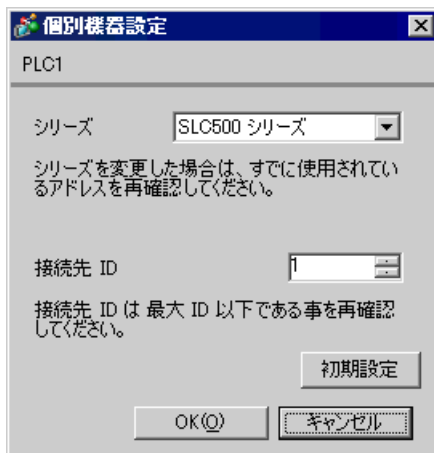 個別機器設定
PLC1
シリーズ
SLC500 シリーズ
シリーズを変更した場合は、すでに使用されてい
るアドレスを再確認してください。
接続先 ID
1
接続先 ID は 最大 ID 以下である事を再確認
してください。
初期設定
OK(O)
キャンセル